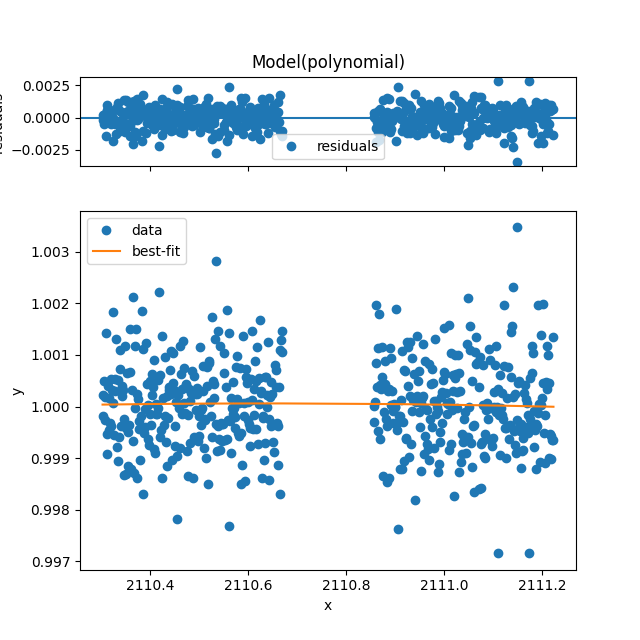 Model(polynomial)
0.0025
0.0000
−0.0025
residuals
residuals
data
best-fit
1.003
1.002
1.001
1.000
0.999
0.998
0.997
y
2110.4 2110.6 2110.8 2111.0 2111.2
x